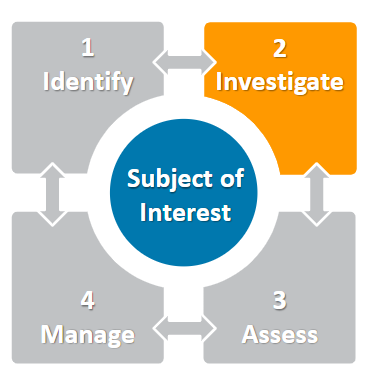 1
Identify
2
Investigate
Subject of
Interest
4
Manage
3
Assess